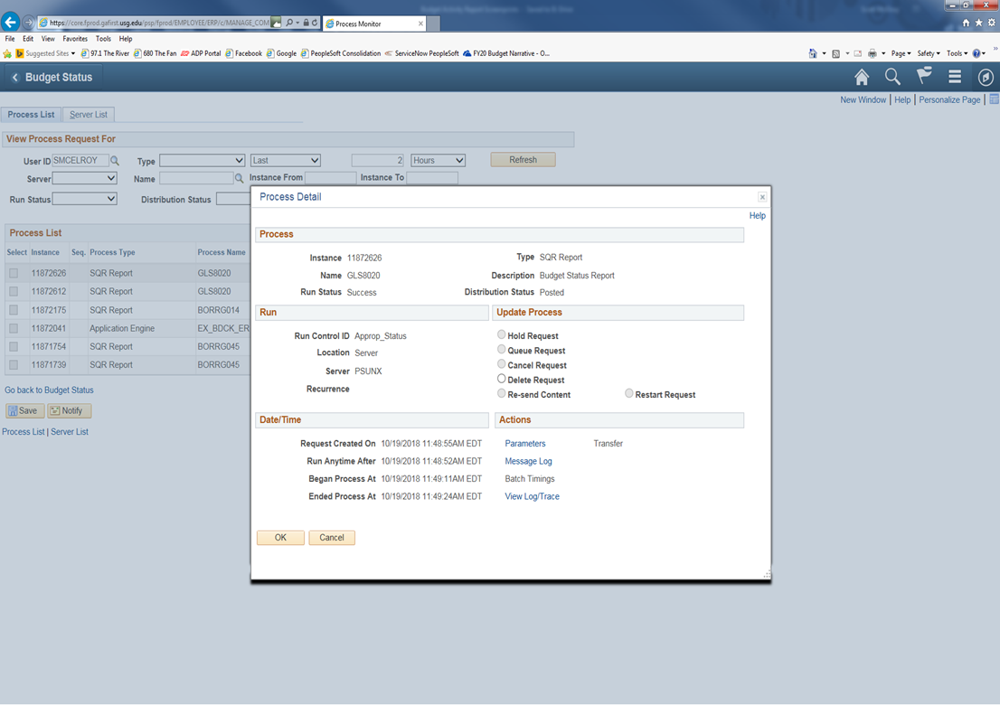 https://core.fprod.gafirst.usg.edu/psp/fprod/EMPLOYEE/ERP/c/MANAGE_COM
Process Monitor
File Edit View Favorites Tools Help
Suggested Sites 97.1 The River 680 The Fan ADP Portal Facebook Google PeopleSoft Consolidation ServiceNow PeopleSoft FY20 Budget Narrative - O...
Page Safety Tools
Budget Status
New Window | Help | Personalize Page |
Process List Server List
View Process Request For
User ID SMCELROY Type Last 2 Hours Refresh
Server Name Instance From Instance To
Run Status Distribution Status
Process List
Select Instance Seq. Process Type Process Name
11872626 SQR Report GLS8020
11872612 SQR Report GLS8020
11872175 SQR Report BORRG014
11872041 Application Engine EX_BDCK_ER
11871754 SQR Report BORRG045
11871739 SQR Report BORRG045
Go back to Budget Status
Save Notify
Process List | Server List
Process Detail
Help
Process
Instance 11872626 Type SQR Report
Name GLS8020 Description Budget Status Report
Run Status Success Distribution Status Posted
Run Update Process
Run Control ID Approp_Status Hold Request
Location Server Queue Request
Server PSUNX Cancel Request
Recurrence Delete Request
Re-send Content Restart Request
Date/Time Actions
Request Created On 10/19/2018 11:48:55AM EDT Parameters Transfer
Run Anytime After 10/19/2018 11:48:52AM EDT Message Log
Began Process At 10/19/2018 11:49:11AM EDT Batch Timings
Ended Process At 10/19/2018 11:49:24AM EDT View Log/Trace
OK Cancel